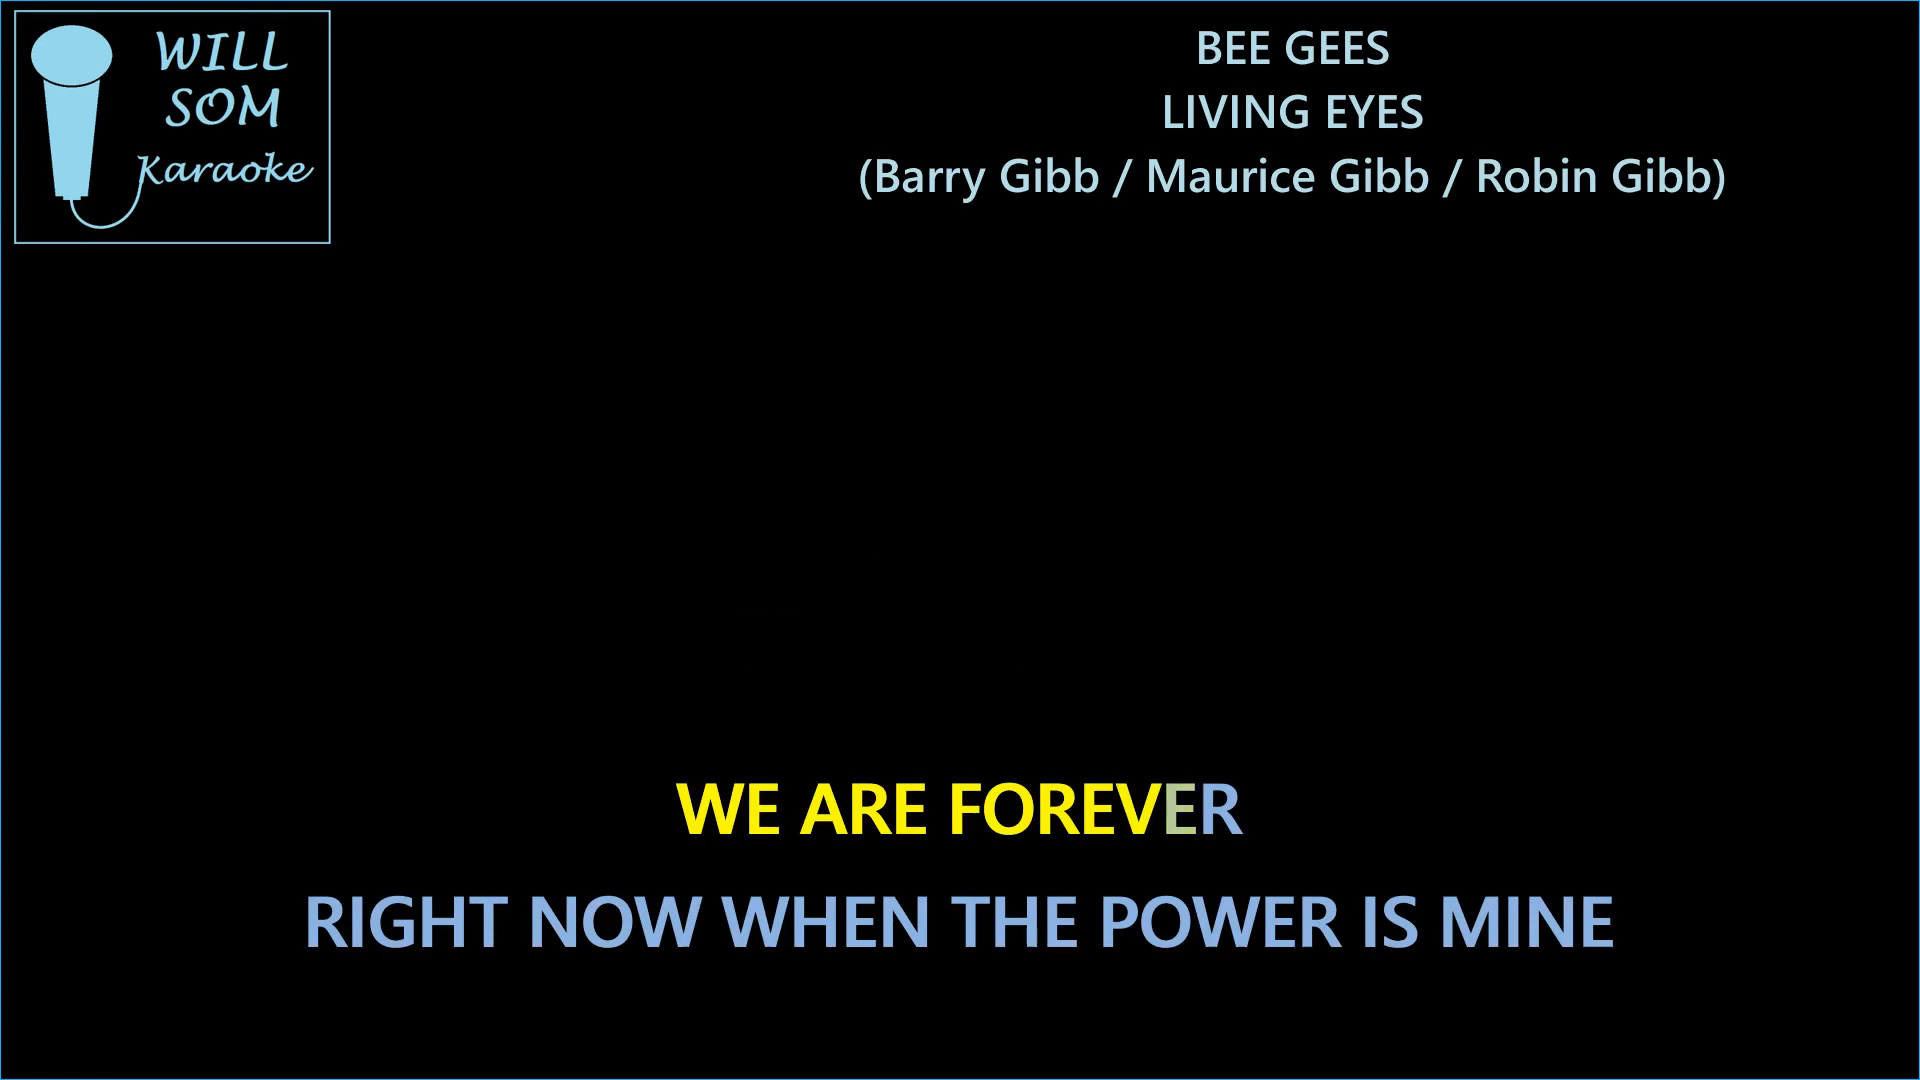 WILL
SOM
Karaoke
BEE GEES
LIVING EYES
(Barry Gibb / Maurice Gibb / Robin Gibb)
WE ARE FOREVER
RIGHT NOW WHEN THE POWER IS MINE